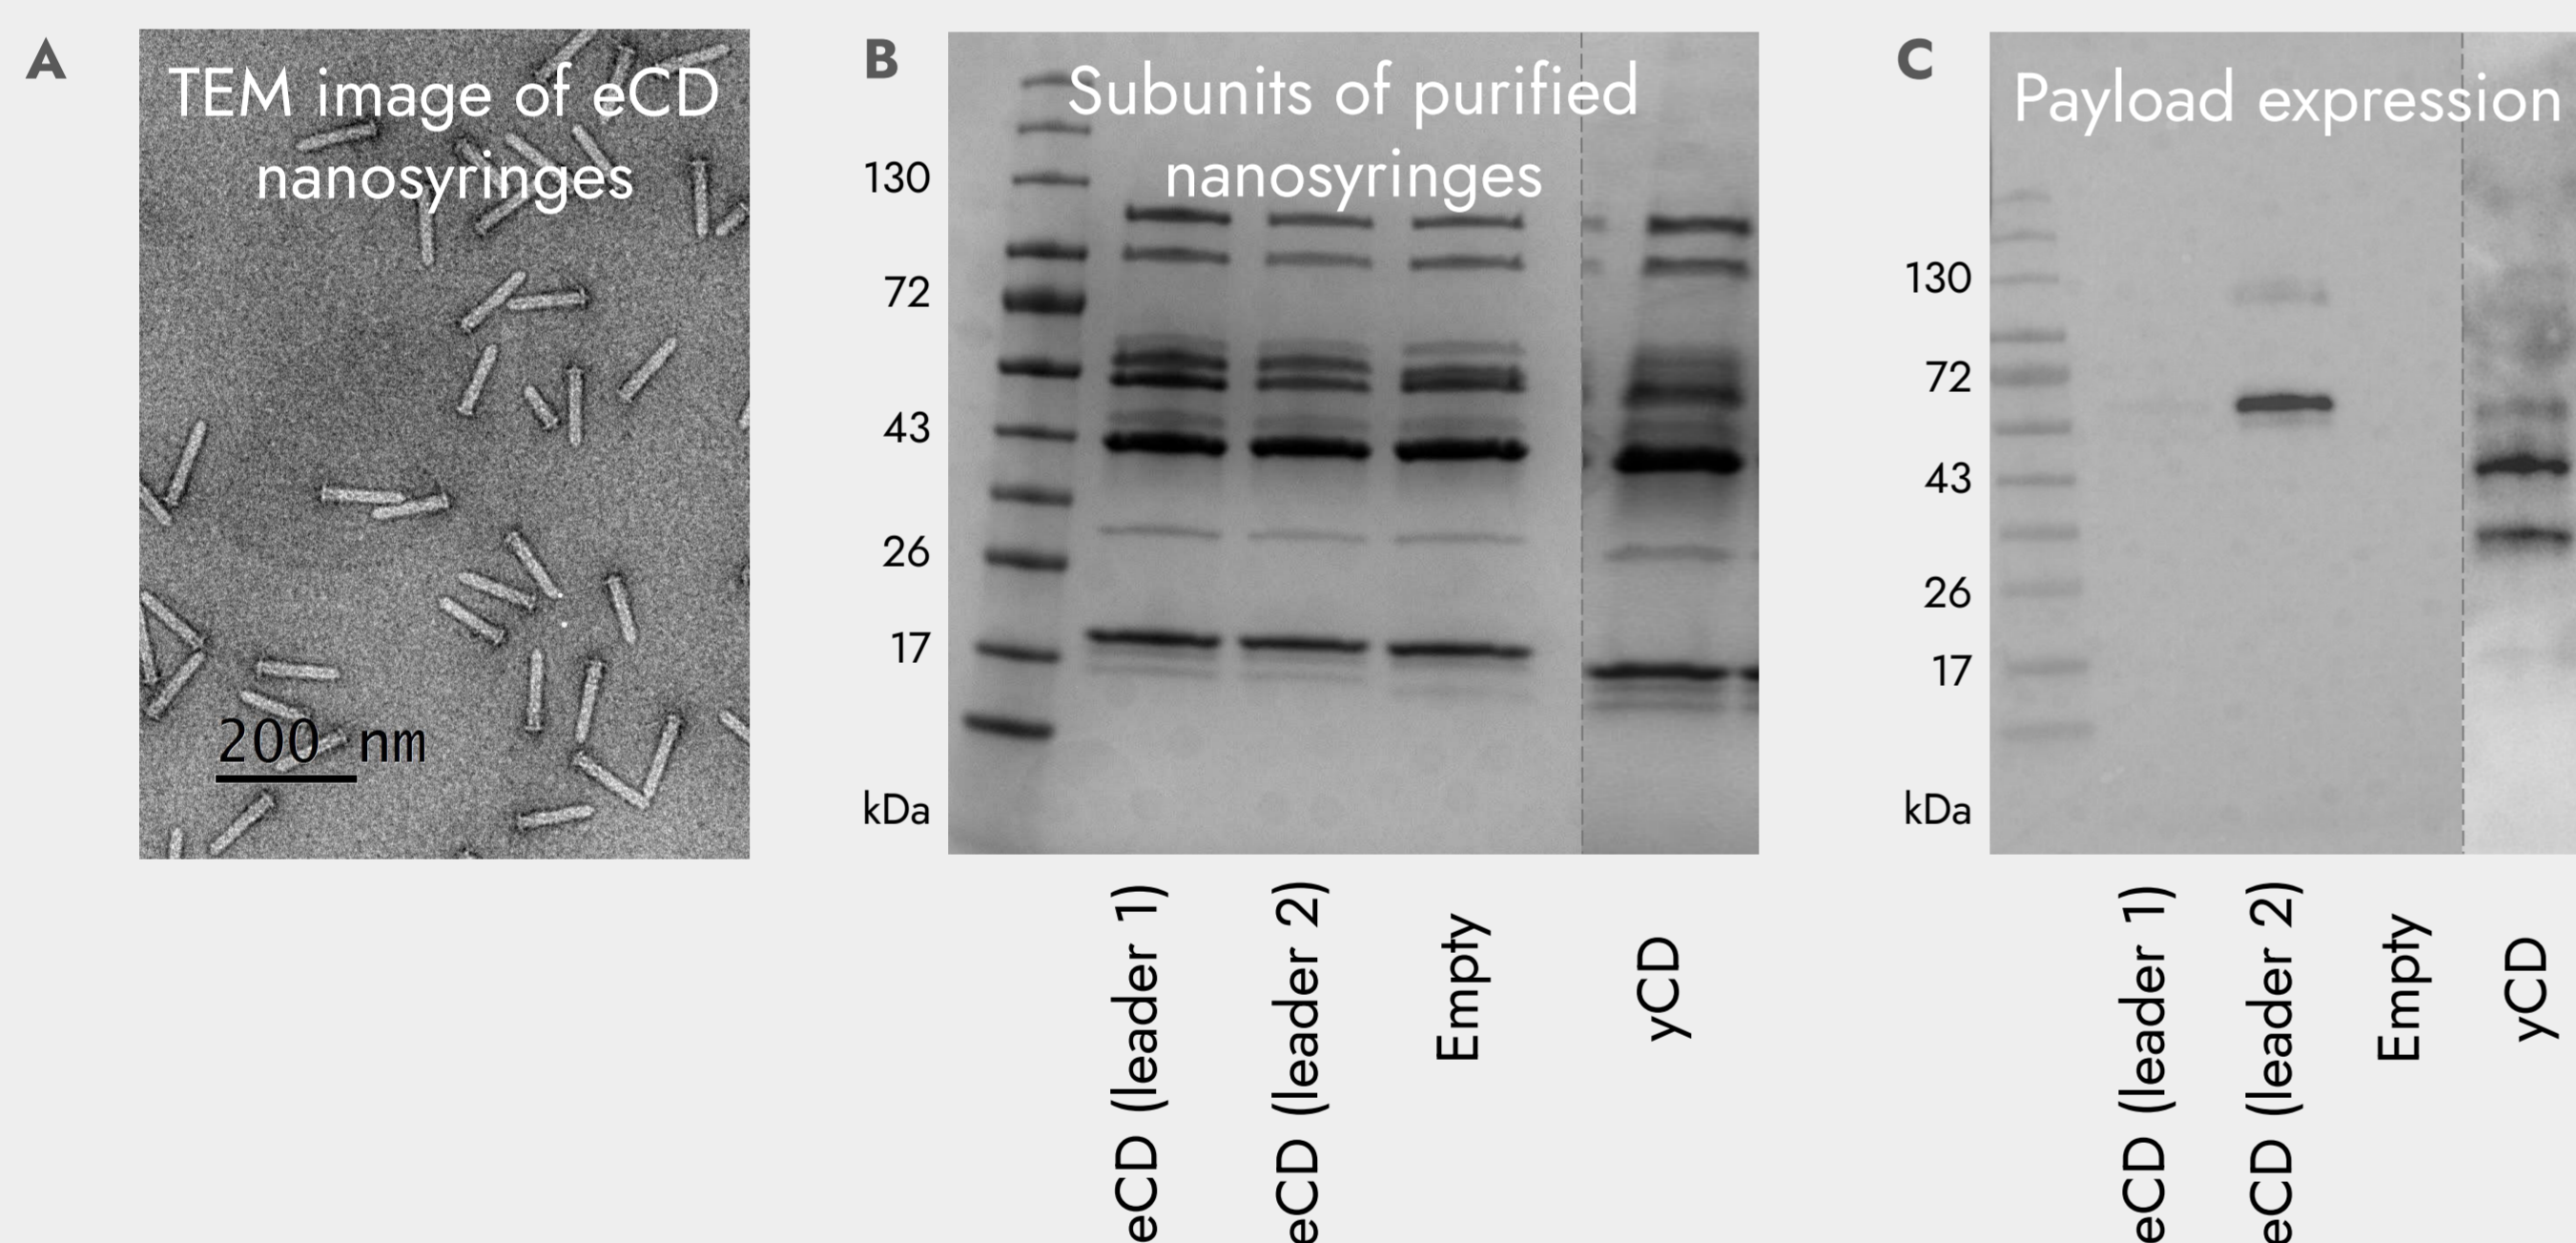 A
TEM image of eCD
nanosyringes
200 nm
B
Subunits of purified
nanosyringes
130
72
43
26
17
kDa
eCD (leader 1)
eCD (leader 2)
Empty
yCD
C
Payload expression
130
72
43
26
17
kDa
eCD (leader 1)
eCD (leader 2)
Empty
yCD